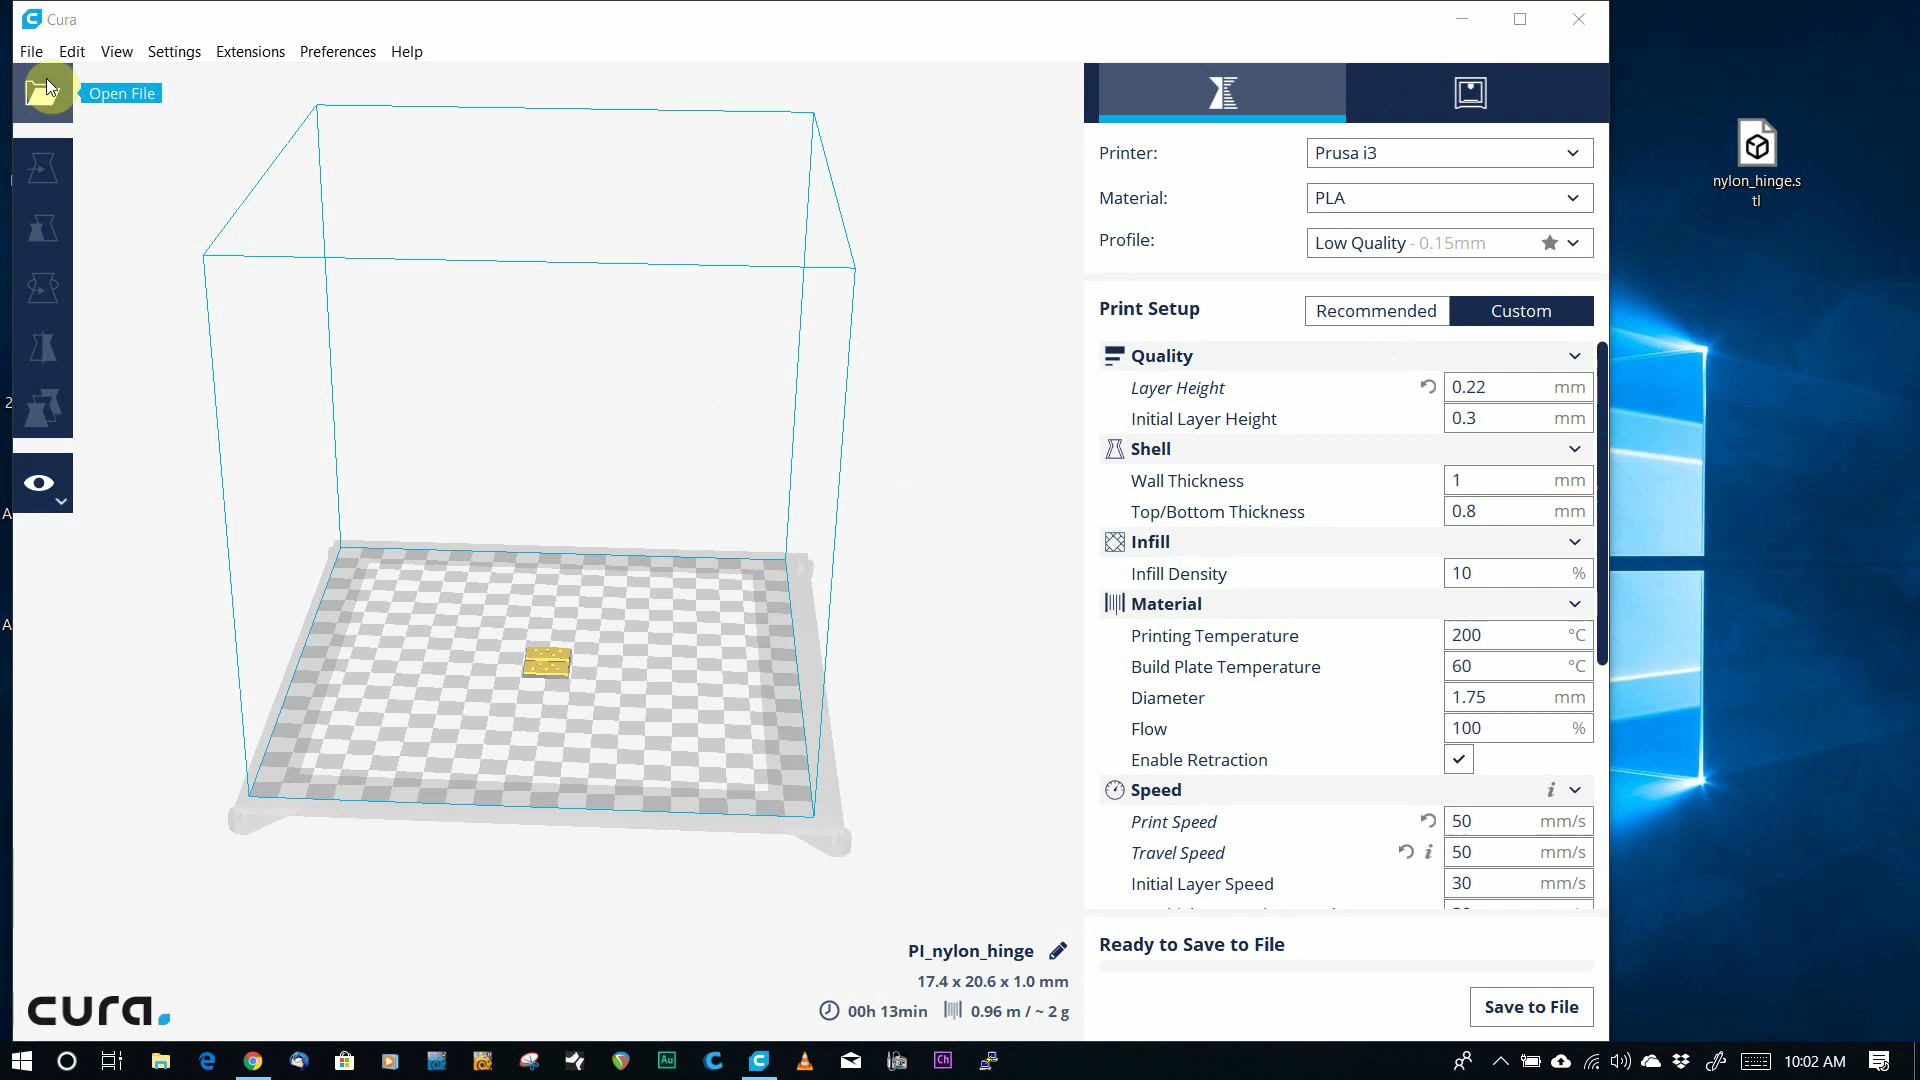 Cura
File Edit View Settings Extensions Preferences Help
Open File
Printer: Prusa i3
Material: PLA
Profile: Low Quality - 0.15mm
Print Setup Recommended Custom
Quality
Layer Height 0.22 mm
Initial Layer Height 0.3 mm
Shell
Wall Thickness 1 mm
Top/Bottom Thickness 0.8 mm
Infill
Infill Density 10 %
Material
Printing Temperature 200 °C
Build Plate Temperature 60 °C
Diameter 1.75 mm
Flow 100 %
Enable Retraction
Speed i
Print Speed 50 mm/s
Travel Speed i 50 mm/s
Initial Layer Speed 30 mm/s
Ready to Save to File
Save to File
PI_nylon_hinge
17.4 x 20.6 x 1.0 mm
00h 13min 0.96 m / ~ 2 g
cura.
nylon_hinge.s
tl
2
A
A
Au
Ch
10:02 AM